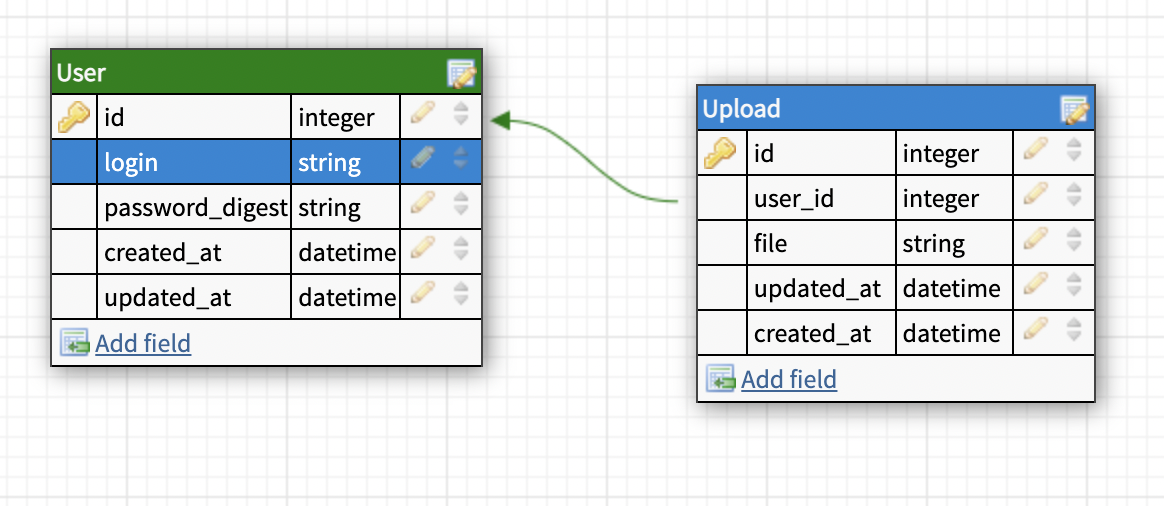 User
id integer
login string
password_digest string
created_at datetime
updated_at datetime
Add field
Upload
id integer
user_id integer
file string
updated_at datetime
created_at datetime
Add field